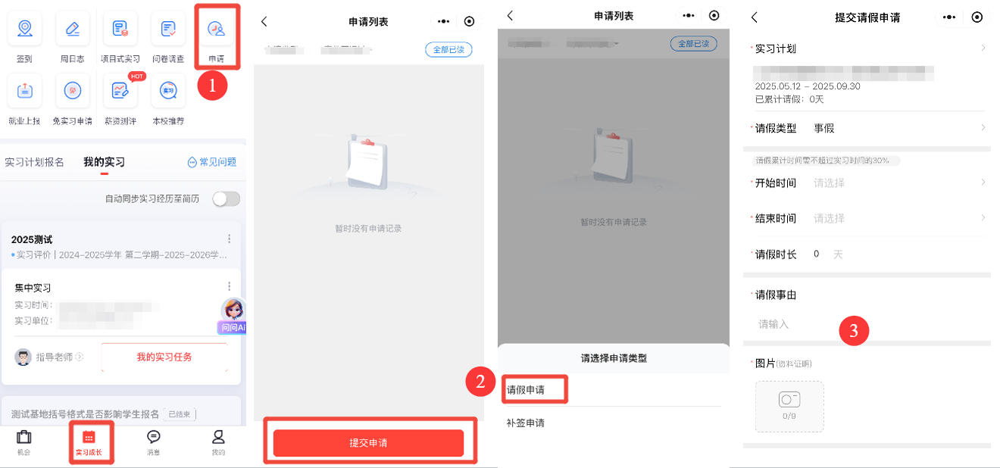 签到
周日志
项目式实习
问卷调查
申请
1
HOT
就业上报
免实习申请
薪资测评
本校推荐
实习计划报名
我的实习
常见问题
自动同步实习经历至简历
2025测试
实习评价 | 2024-2025学年 第二学期-2025-2026学...
集中实习
实习时间:
实习单位:
问问Ai
指导老师
我的实习任务
测试基地括号格式是否影响学生报名 已结束
机会
实习成长
消息
我的
申请列表
全部已读
暂时没有申请记录
提交申请
2
申请列表
全部已读
暂时没有申请记录
请选择申请类型
请假申请
补签申请
提交请假申请
*实习计划
2025.05.12 - 2025.09.30
已累计请假: 0天
*请假类型 事假
请假累计时间需不超过实习时间的30%
*开始时间 请选择
*结束时间 请选择
*请假时长 0 天
*请假事由
请输入
3
*图片(资料证明)
0/9